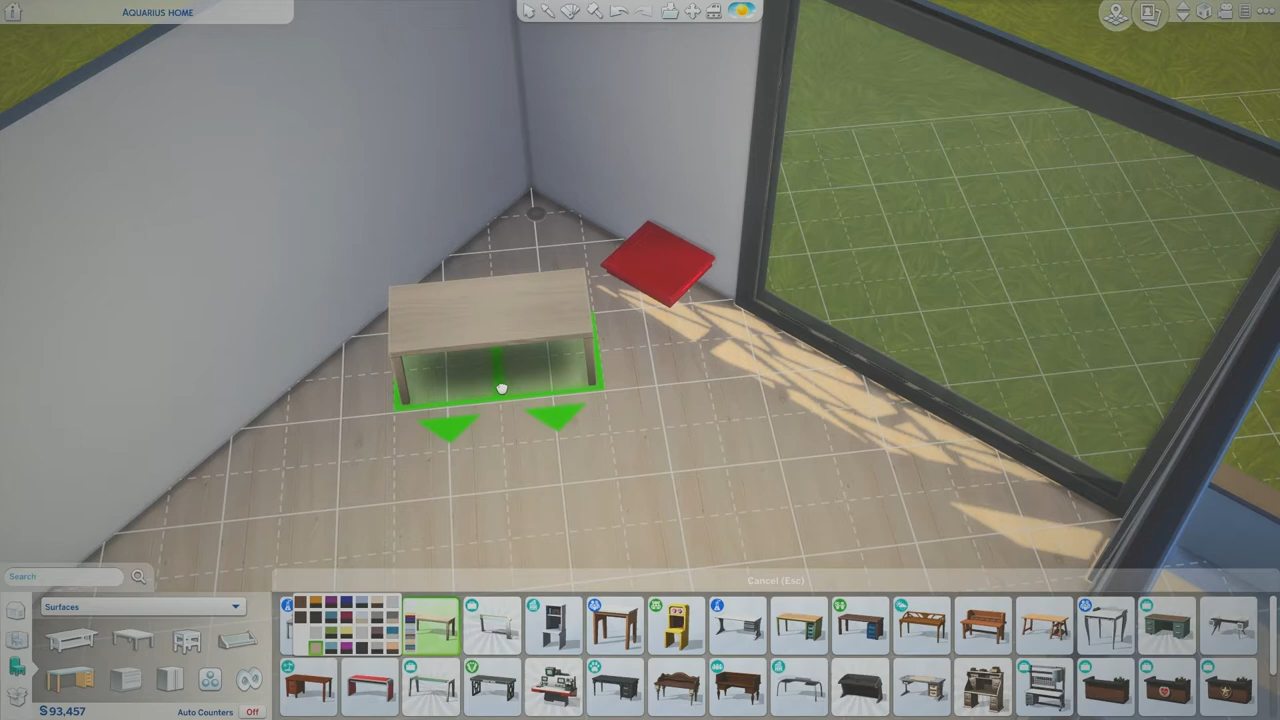 AQUARIUS HOME
Cancel (Esc)
Search
Surfaces
$93,457
Auto Counters
Off